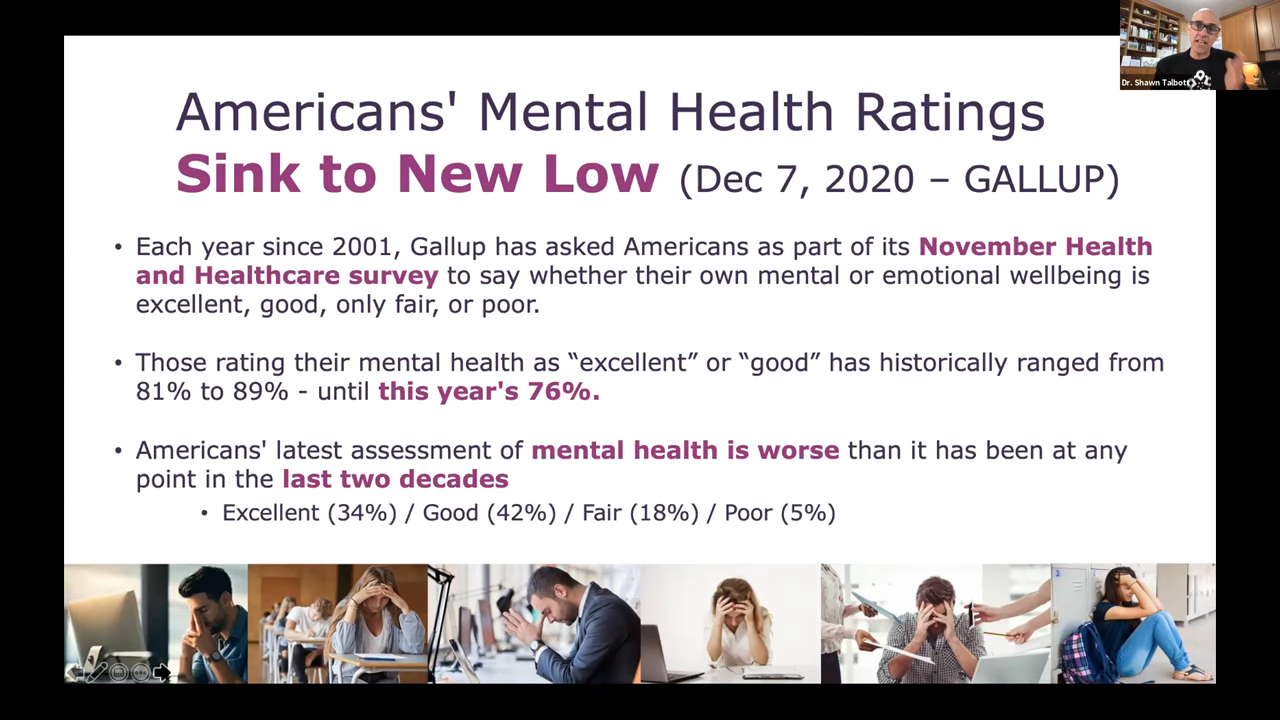 Dr. Shawn Talbott
Americans' Mental Health Ratings
Sink to New Low (Dec 7, 2020 – GALLUP)
• Each year since 2001, Gallup has asked Americans as part of its November Health
and Healthcare survey to say whether their own mental or emotional wellbeing is
excellent, good, only fair, or poor.
• Those rating their mental health as “excellent” or “good” has historically ranged from
81% to 89% - until this year's 76%.
• Americans' latest assessment of mental health is worse than it has been at any
point in the last two decades
• Excellent (34%) / Good (42%) / Fair (18%) / Poor (5%)